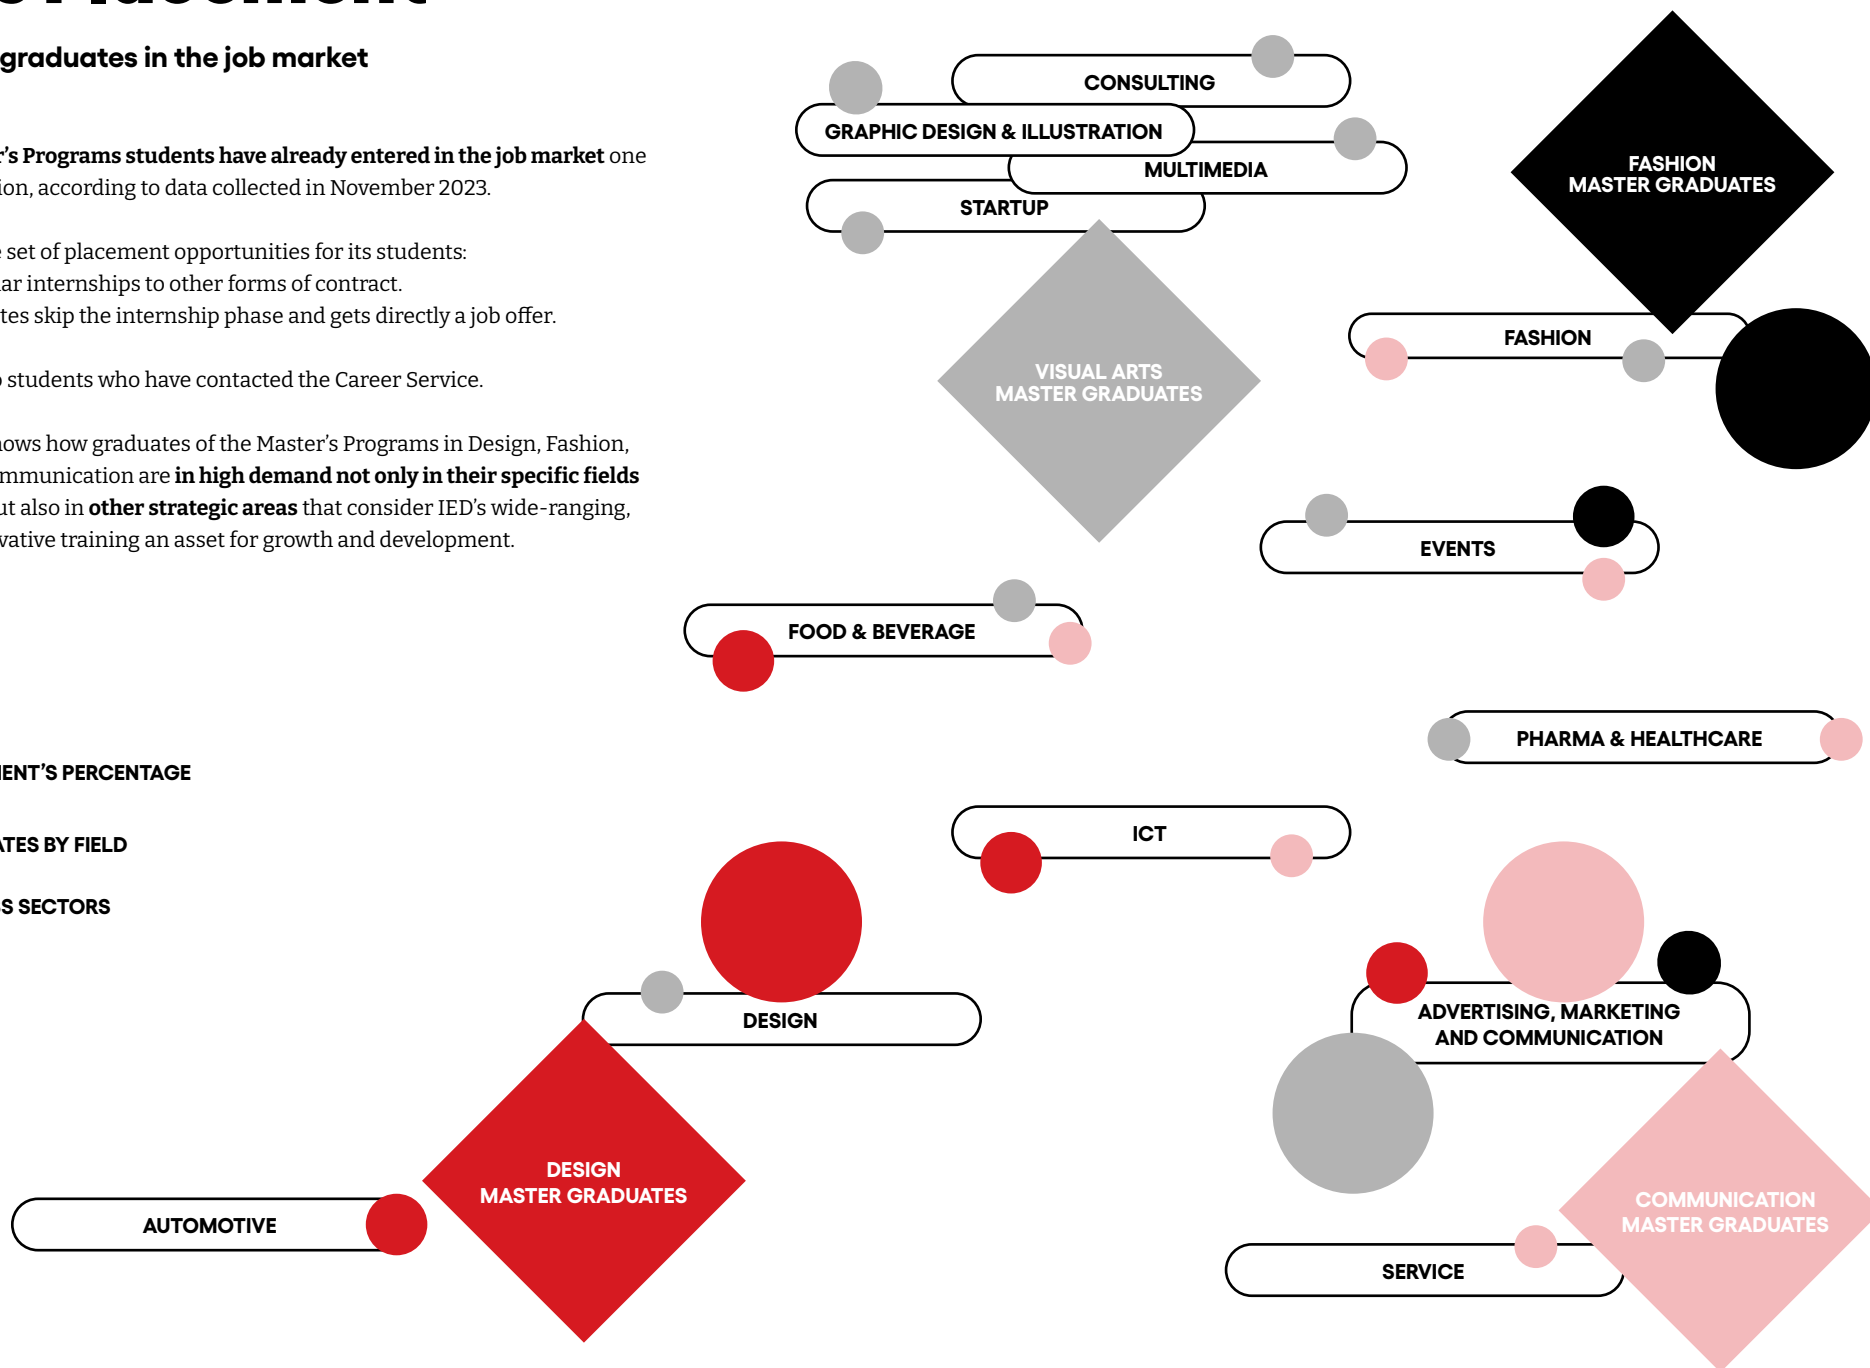 Placement
graduates in the job market
r's Programs students have already entered in the job market one
ion, according to data collected in November 2023.
e set of placement opportunities for its students:
lar internships to other forms of contract.
tes skip the internship phase and gets directly a job offer.
o students who have contacted the Career Service.
hows how graduates of the Master's Programs in Design, Fashion,
mmunication are in high demand not only in their specific fields
ut also in other strategic areas that consider IED's wide-ranging,
vative training an asset for growth and development.
MENT'S PERCENTAGE
ATES BY FIELD
SS SECTORS
CONSULTING
GRAPHIC DESIGN & ILLUSTRATION
MULTIMEDIA
STARTUP
FASHION
MASTER GRADUATES
VISUAL ARTS
MASTER GRADUATES
FASHION
EVENTS
FOOD & BEVERAGE
PHARMA & HEALTHCARE
ICT
DESIGN
ADVERTISING, MARKETING
AND COMMUNICATION
DESIGN
MASTER GRADUATES
COMMUNICATION
MASTER GRADUATES
AUTOMOTIVE
SERVICE